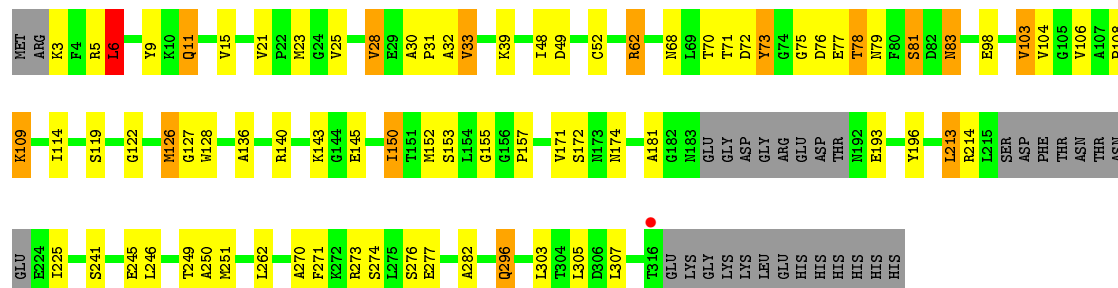 MET ARG K3 F4 R5 L6 Y9 K10 Q11 V15 V21 P22 M23 G24 V25 V28 E29 A30 P31 A32 V33 K39 I48 D49 C52 R62 N68 L69 T70 T71 D72 Y73 G74 G75 D76 E77 T78 N79 F80 S81 D82 N83 E98 V103 V104 G105 V106 A107 P108
K109 I114 S119 G122 M126 G127 W128 A136 R140 K143 G144 E145 I150 T151 M152 S153 L154 G155 G156 P157 V171 S172 N173 N174 A181 G182 N183 GLU GLY ASP GLY ARG GLU ASP THR N192 E193 Y196 L213 R214 L215 SER ASP PHE THR ASN THR ASN
GLU E224 I225 S241 E245 L246 T249 A250 M251 L262 A270 F271 K272 R273 S274 L275 S276 E277 A282 Q296 L303 T304 L305 D306 L307 T316 GLU LYS GLY LYS LYS LEU GLU HIS HIS HIS HIS HIS HIS